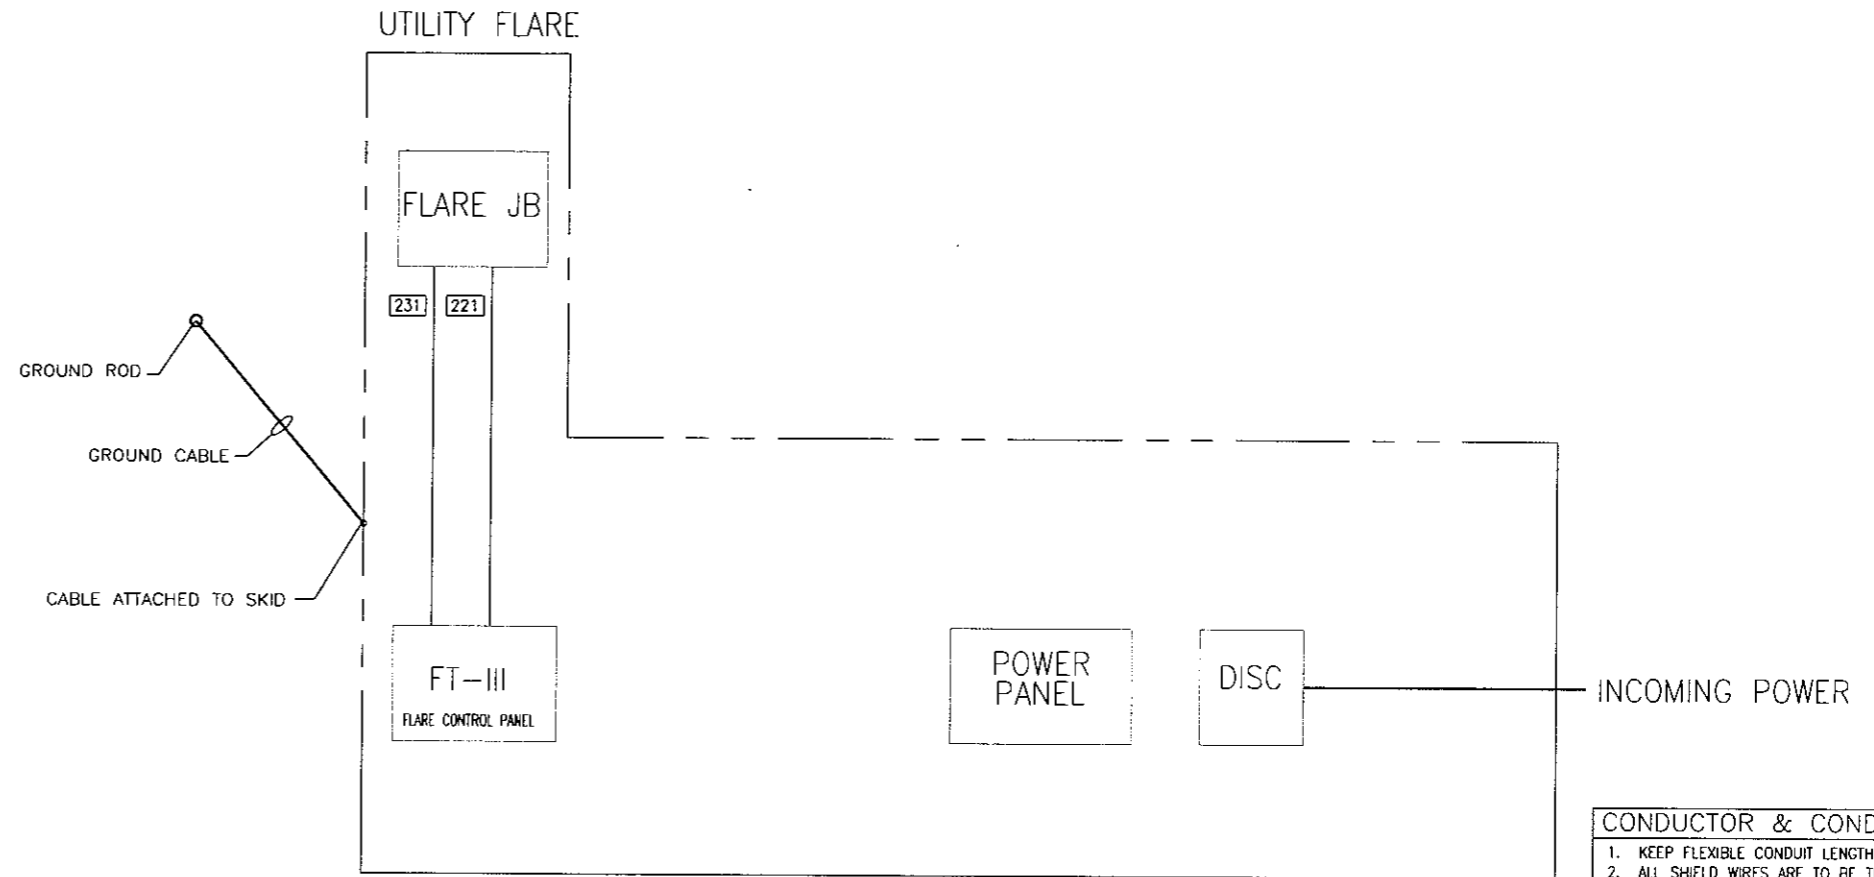 UTILITY FLARE
FLARE JB
231
221
GROUND ROD
GROUND CABLE
CABLE ATTACHED TO SKID
FT-III
FLARE CONTROL PANEL
POWER
PANEL
DISC
INCOMING POWER
CONDUCTOR & COND
1. KEEP FLEXIBLE CONDUIT LENGTH
2. ALL SHIELD WIRES ARE TO BE T